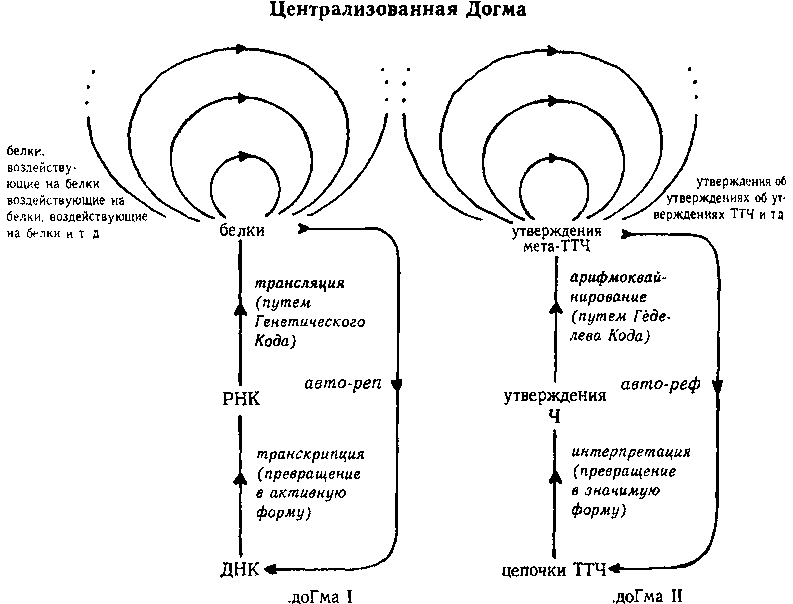 Централизованная Догма
белки,
воздейству-
ющие на белки
воздействующие на
белки, воздействующие
на белки и т д
белки
трансляция
(путем
Генетического
Кода)
авто-реп
РНК
транскрипция
(превращение
в активную
форму)
ДНК
.доГма I
утверждения об
утверждениях об ут-
верждениях ТТЧ и тд
утверждения
мета-ТТЧ
арифмоквай-
нирование
(путем Гёде-
лева Кода)
авто-реф
утверждения
Ч
интерпретация
(превращение
в значимую
форму)
цепочки ТТЧ
.доГма II